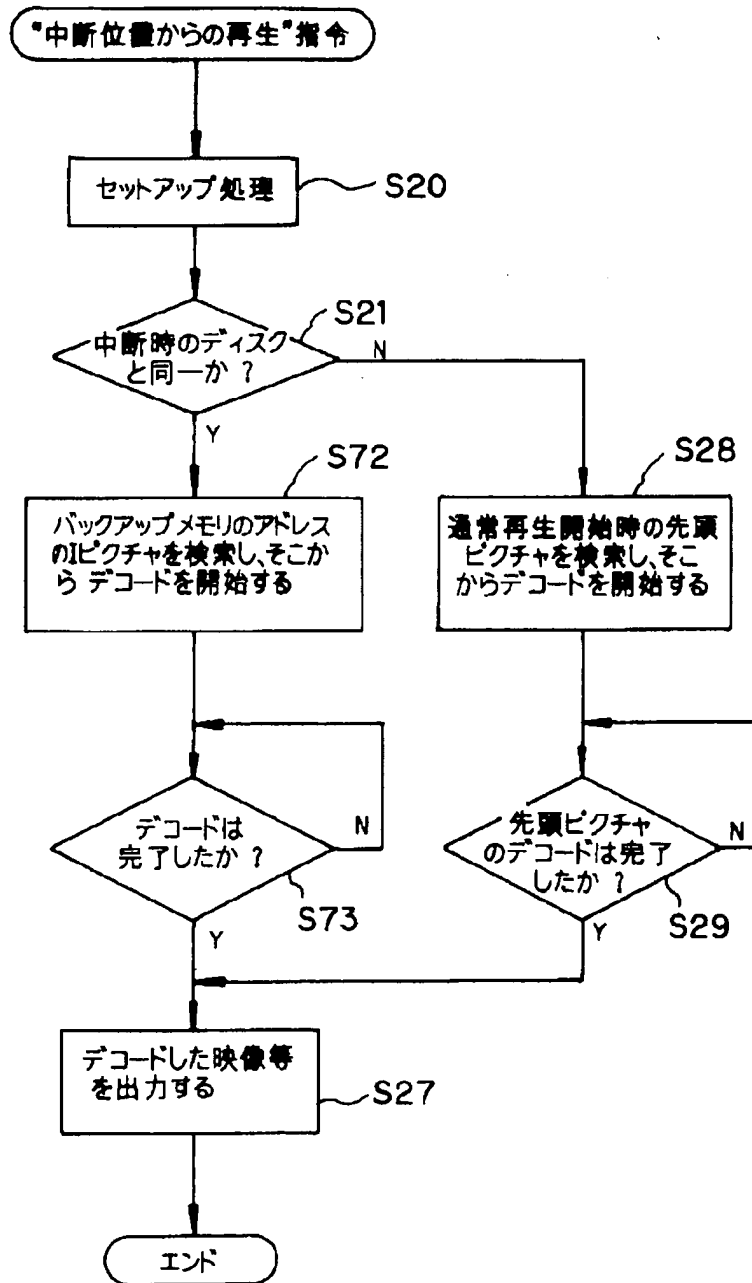 "中断位置からの再生"指令
セットアップ処理
S20
S21
中断時のディスク
と同一か ?
N
Y
S72
バックアップメモリのアドレス
のIピクチャを検索し、そこか
ら デコードを開始する
S28
通常再生開始時の先頭
ピクチャを検索し、そこ
からデコードを開始する
デコードは
完了したか ?
N
S73
Y
先頭ピクチャ
のデコードは完了
したか ?
N
S29
Y
デコードした映像等
を出力する
S27
エンド